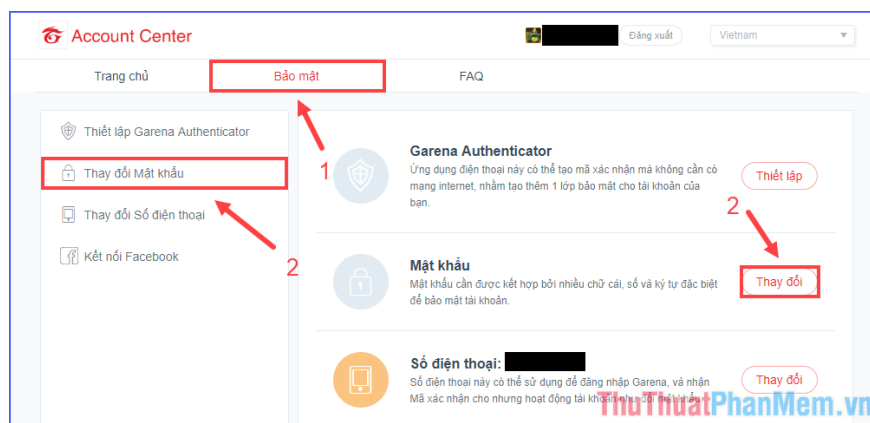 Account Center
Đăng xuất
Vietnam
Trang chủ
Bảo mật
FAQ
Thiết lập Garena Authenticator
Thay đổi Mật khẩu
Thay đổi Số điện thoại
Kết nối Facebook
1
2
Garena Authenticator
Ứng dụng điện thoại này có thể tạo mã xác nhận mà không cần có
mạng internet, nhằm tạo thêm 1 lớp bảo mật cho tài khoản của
bạn.
Thiết lập
2
Mật khẩu
Mật khẩu cần được kết hợp bởi nhiều chữ cái, số và ký tự đặc biệt
để bảo mật tài khoản.
Thay đổi
Số điện thoại:
Số điện thoại này có thể sử dụng để đăng nhập Garena, và nhận
Mã xác nhận cho nhưng hoạt động tài khoản như đổi mật khẩu
Thay đổi
ThuThuatPhanMem.vn